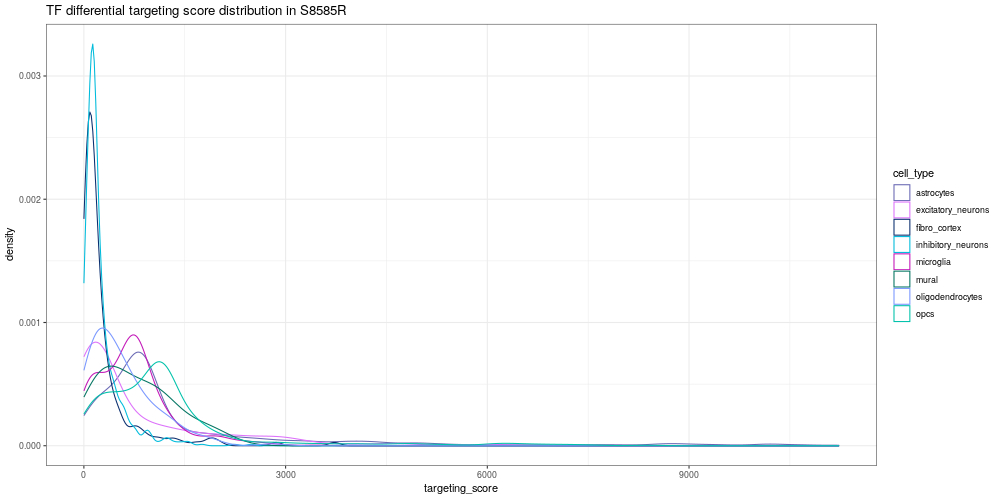 TF differential targeting score distribution in S8585R
0.003
0.002
0.001
0.000
density
0
3000
6000
9000
targeting_score
cell_type
astrocytes
excitatory_neurons
fibro_cortex
inhibitory_neurons
microglia
mural
oligodendrocytes
opcs